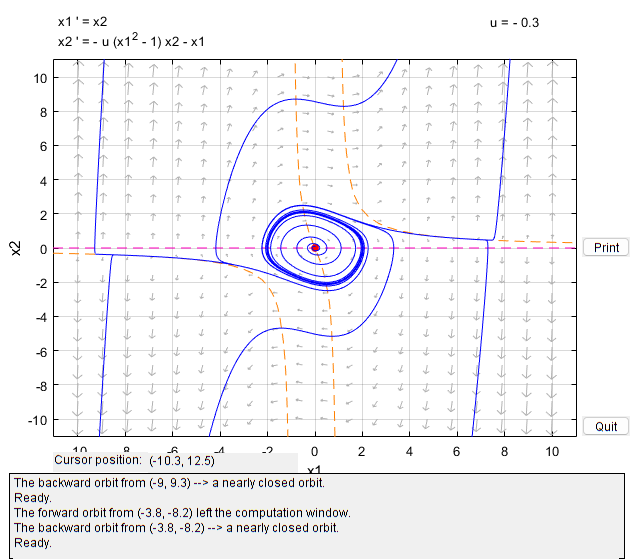 x1 ' = x2
u = - 0.3
x2 ' = - u (x1² - 1) x2 - x1
10
8
6
4
2
0
-2
-4
-6
-8
-10
x2
-10 8 -6 -4 -2 0 2 4 6 8 10
x1
Print
Quit
Cursor position: (-10.3, 12.5)
The backward orbit from (-9, 9.3) --> a nearly closed orbit.
Ready.
The forward orbit from (-3.8, -8.2) left the computation window.
The backward orbit from (-3.8, -8.2) --> a nearly closed orbit.
Ready.